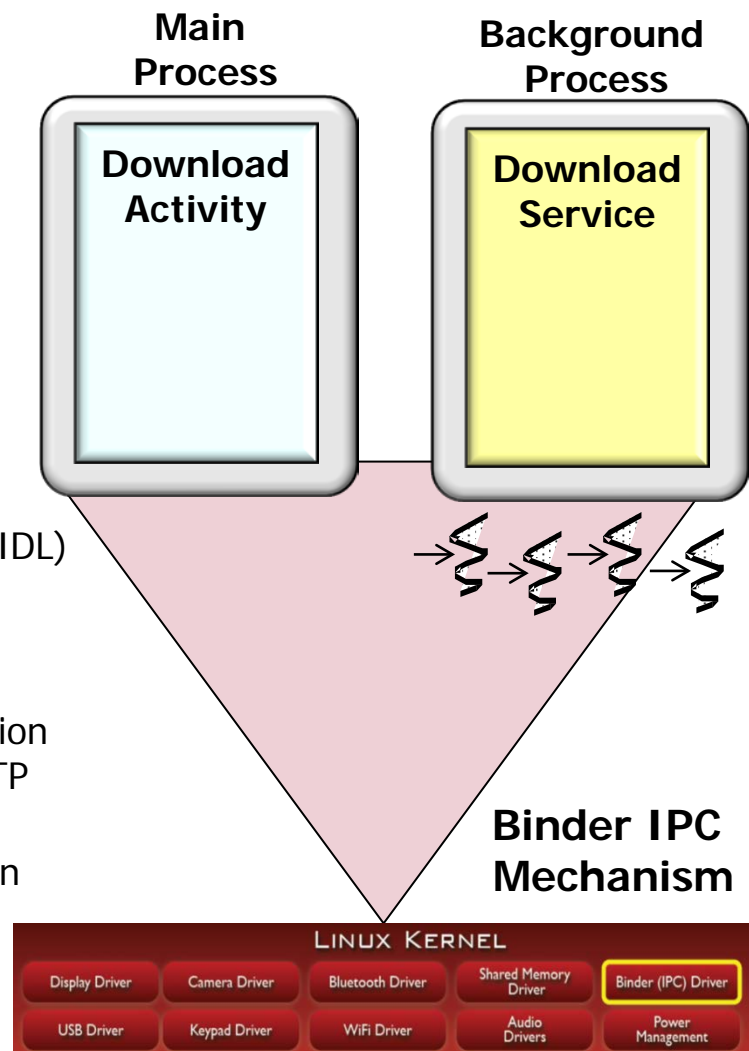 Main
Process
Background
Process
Download
Activity
Download
Service
IDL)
ion
TP
n
Binder IPC
Mechanism
LINUX KERNEL
Display Driver
Camera Driver
Bluetooth Driver
Shared Memory
Driver
Binder (IPC) Driver
USB Driver
Keypad Driver
WiFi Driver
Audio
Drivers
Power
Management